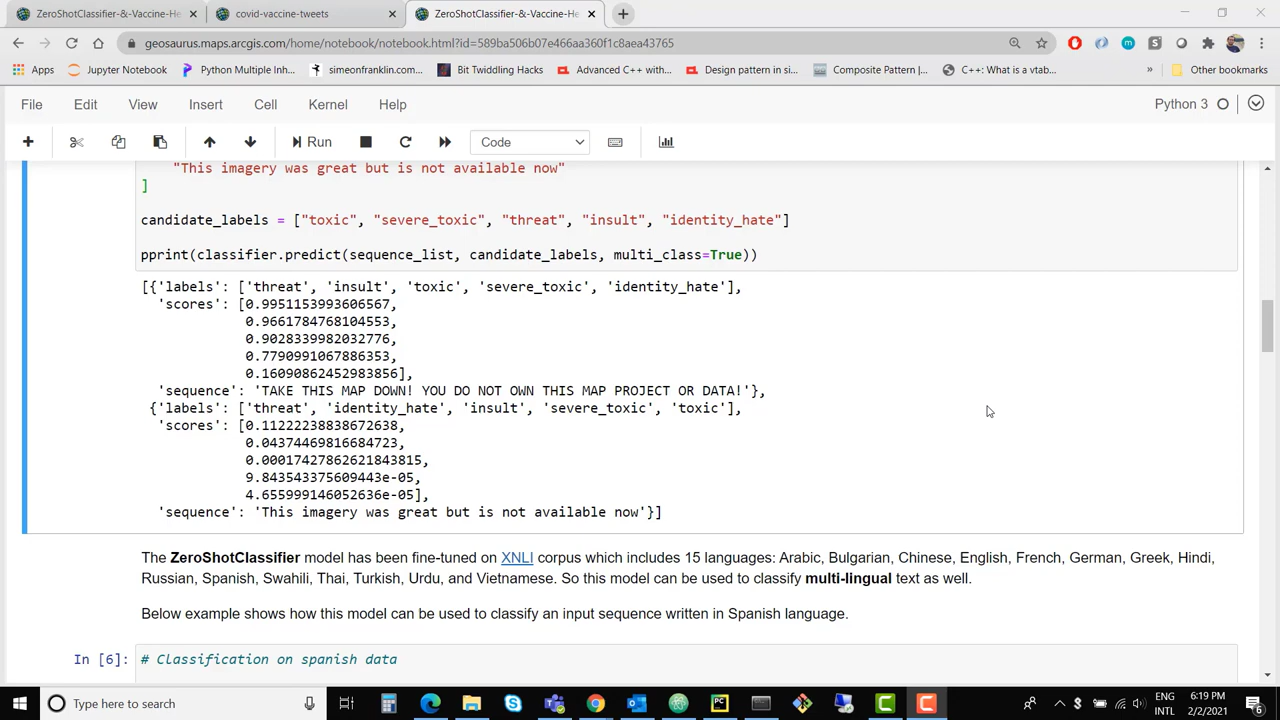 ZeroShotClassifier-&-Vaccine-He
covid-vaccine-tweets
ZeroShotClassifier-&-Vaccine-He
geosaurus.maps.arcgis.com/home/notebook/notebook.html?id=589ba506b07e466aa360f1c8aea43765
Apps
Jupyter Notebook
Python Multiple Inh...
simeonfranklin.com...
Bit Twiddling Hacks
Advanced C++ with...
Design pattern in si...
Composite Pattern |...
C++: What is a vtab...
Other bookmarks
File Edit View Insert Cell Kernel Help
Python 3
Run
Code
"This imagery was great but is not available now"
]
candidate_labels = ["toxic", "severe_toxic", "threat", "insult", "identity_hate"]
pprint(classifier.predict(sequence_list, candidate_labels, multi_class=True))
[{'labels': ['threat', 'insult', 'toxic', 'severe_toxic', 'identity_hate'],
'scores': [0.9951153993606567,
0.9661784768104553,
0.9028339982032776,
0.7790991067886353,
0.16090862452983856],
'sequence': 'TAKE THIS MAP DOWN! YOU DO NOT OWN THIS MAP PROJECT OR DATA!'},
{'labels': ['threat', 'identity_hate', 'insult', 'severe_toxic', 'toxic'],
'scores': [0.11222238838672638,
0.04374469816684723,
0.00017427862621843815,
9.843543375609443e-05,
4.655999146052636e-05],
'sequence': 'This imagery was great but is not available now'}]
The ZeroShotClassifier model has been fine-tuned on XNLI corpus which includes 15 languages: Arabic, Bulgarian, Chinese, English, French, German, Greek, Hindi,
Russian, Spanish, Swahili, Thai, Turkish, Urdu, and Vietnamese. So this model can be used to classify multi-lingual text as well.
Below example shows how this model can be used to classify an input sequence written in Spanish language.
In [6]:
# Classification on spanish data
Type here to search
ENG
INTL
6:19 PM
2/2/2021
6